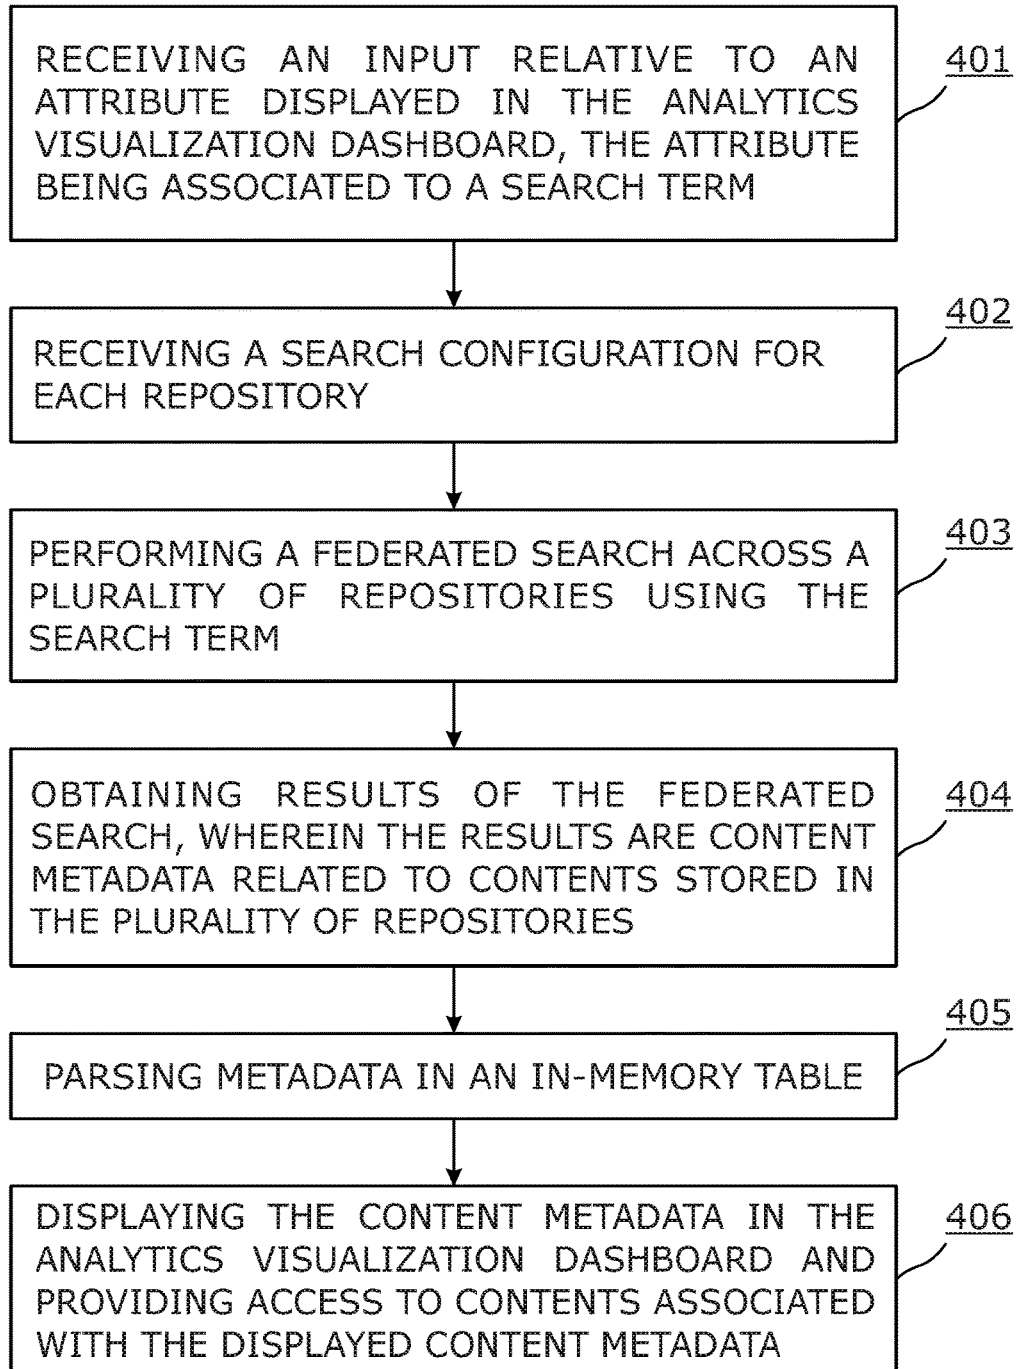 RECEIVING AN INPUT RELATIVE TO AN
ATTRIBUTE DISPLAYED IN THE ANALYTICS
VISUALIZATION DASHBOARD, THE ATTRIBUTE
BEING ASSOCIATED TO A SEARCH TERM
401
RECEIVING A SEARCH CONFIGURATION FOR
EACH REPOSITORY
402
PERFORMING A FEDERATED SEARCH ACROSS A
PLURALITY OF REPOSITORIES USING THE
SEARCH TERM
403
OBTAINING RESULTS OF THE FEDERATED
SEARCH, WHEREIN THE RESULTS ARE CONTENT
METADATA RELATED TO CONTENTS STORED IN
THE PLURALITY OF REPOSITORIES
404
PARSING METADATA IN AN IN-MEMORY TABLE
405
DISPLAYING THE CONTENT METADATA IN THE
ANALYTICS VISUALIZATION DASHBOARD AND
PROVIDING ACCESS TO CONTENTS ASSOCIATED
WITH THE DISPLAYED CONTENT METADATA
406